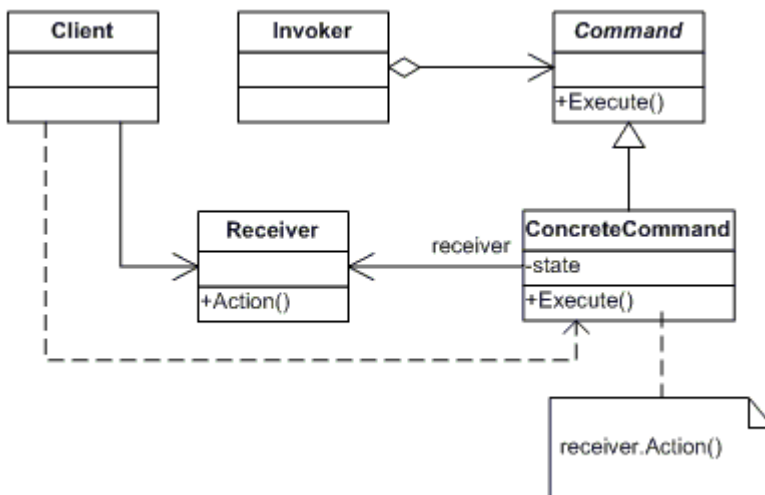 Client
Invoker
Command
+Execute()
Receiver
+Action()
receiver
ConcreteCommand
-state
+Execute()
receiver.Action()